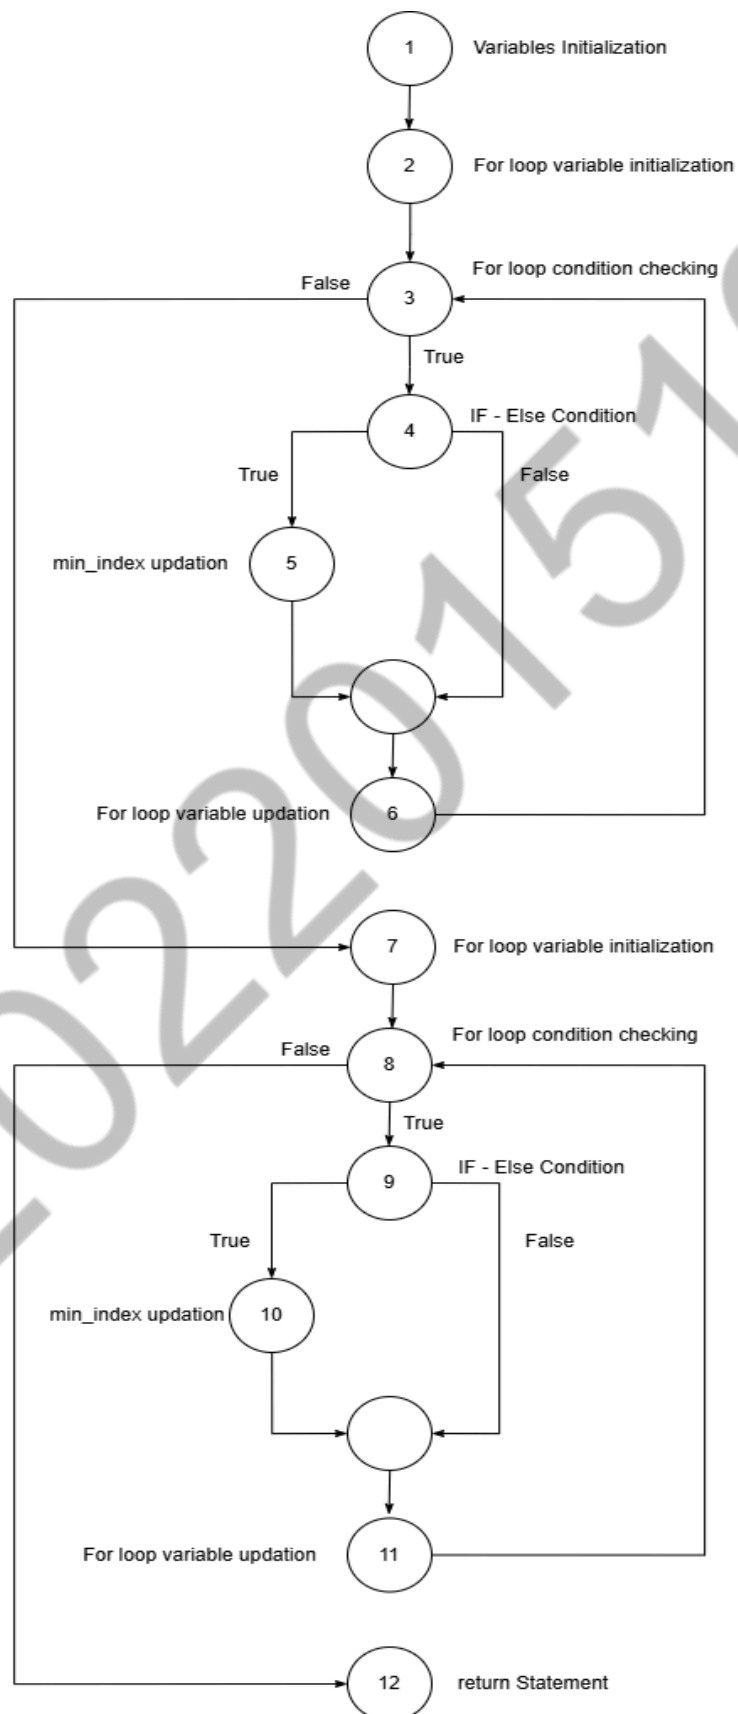 1 Variables Initialization
2 For loop variable initialization
For loop condition checking
False
3
True
IF - Else Condition
4
True False
min_index updation 5
For loop variable updation 6
7 For loop variable initialization
For loop condition checking
False
8
True
IF - Else Condition
9
True False
min_index updation 10
For loop variable updation 11
12 return Statement